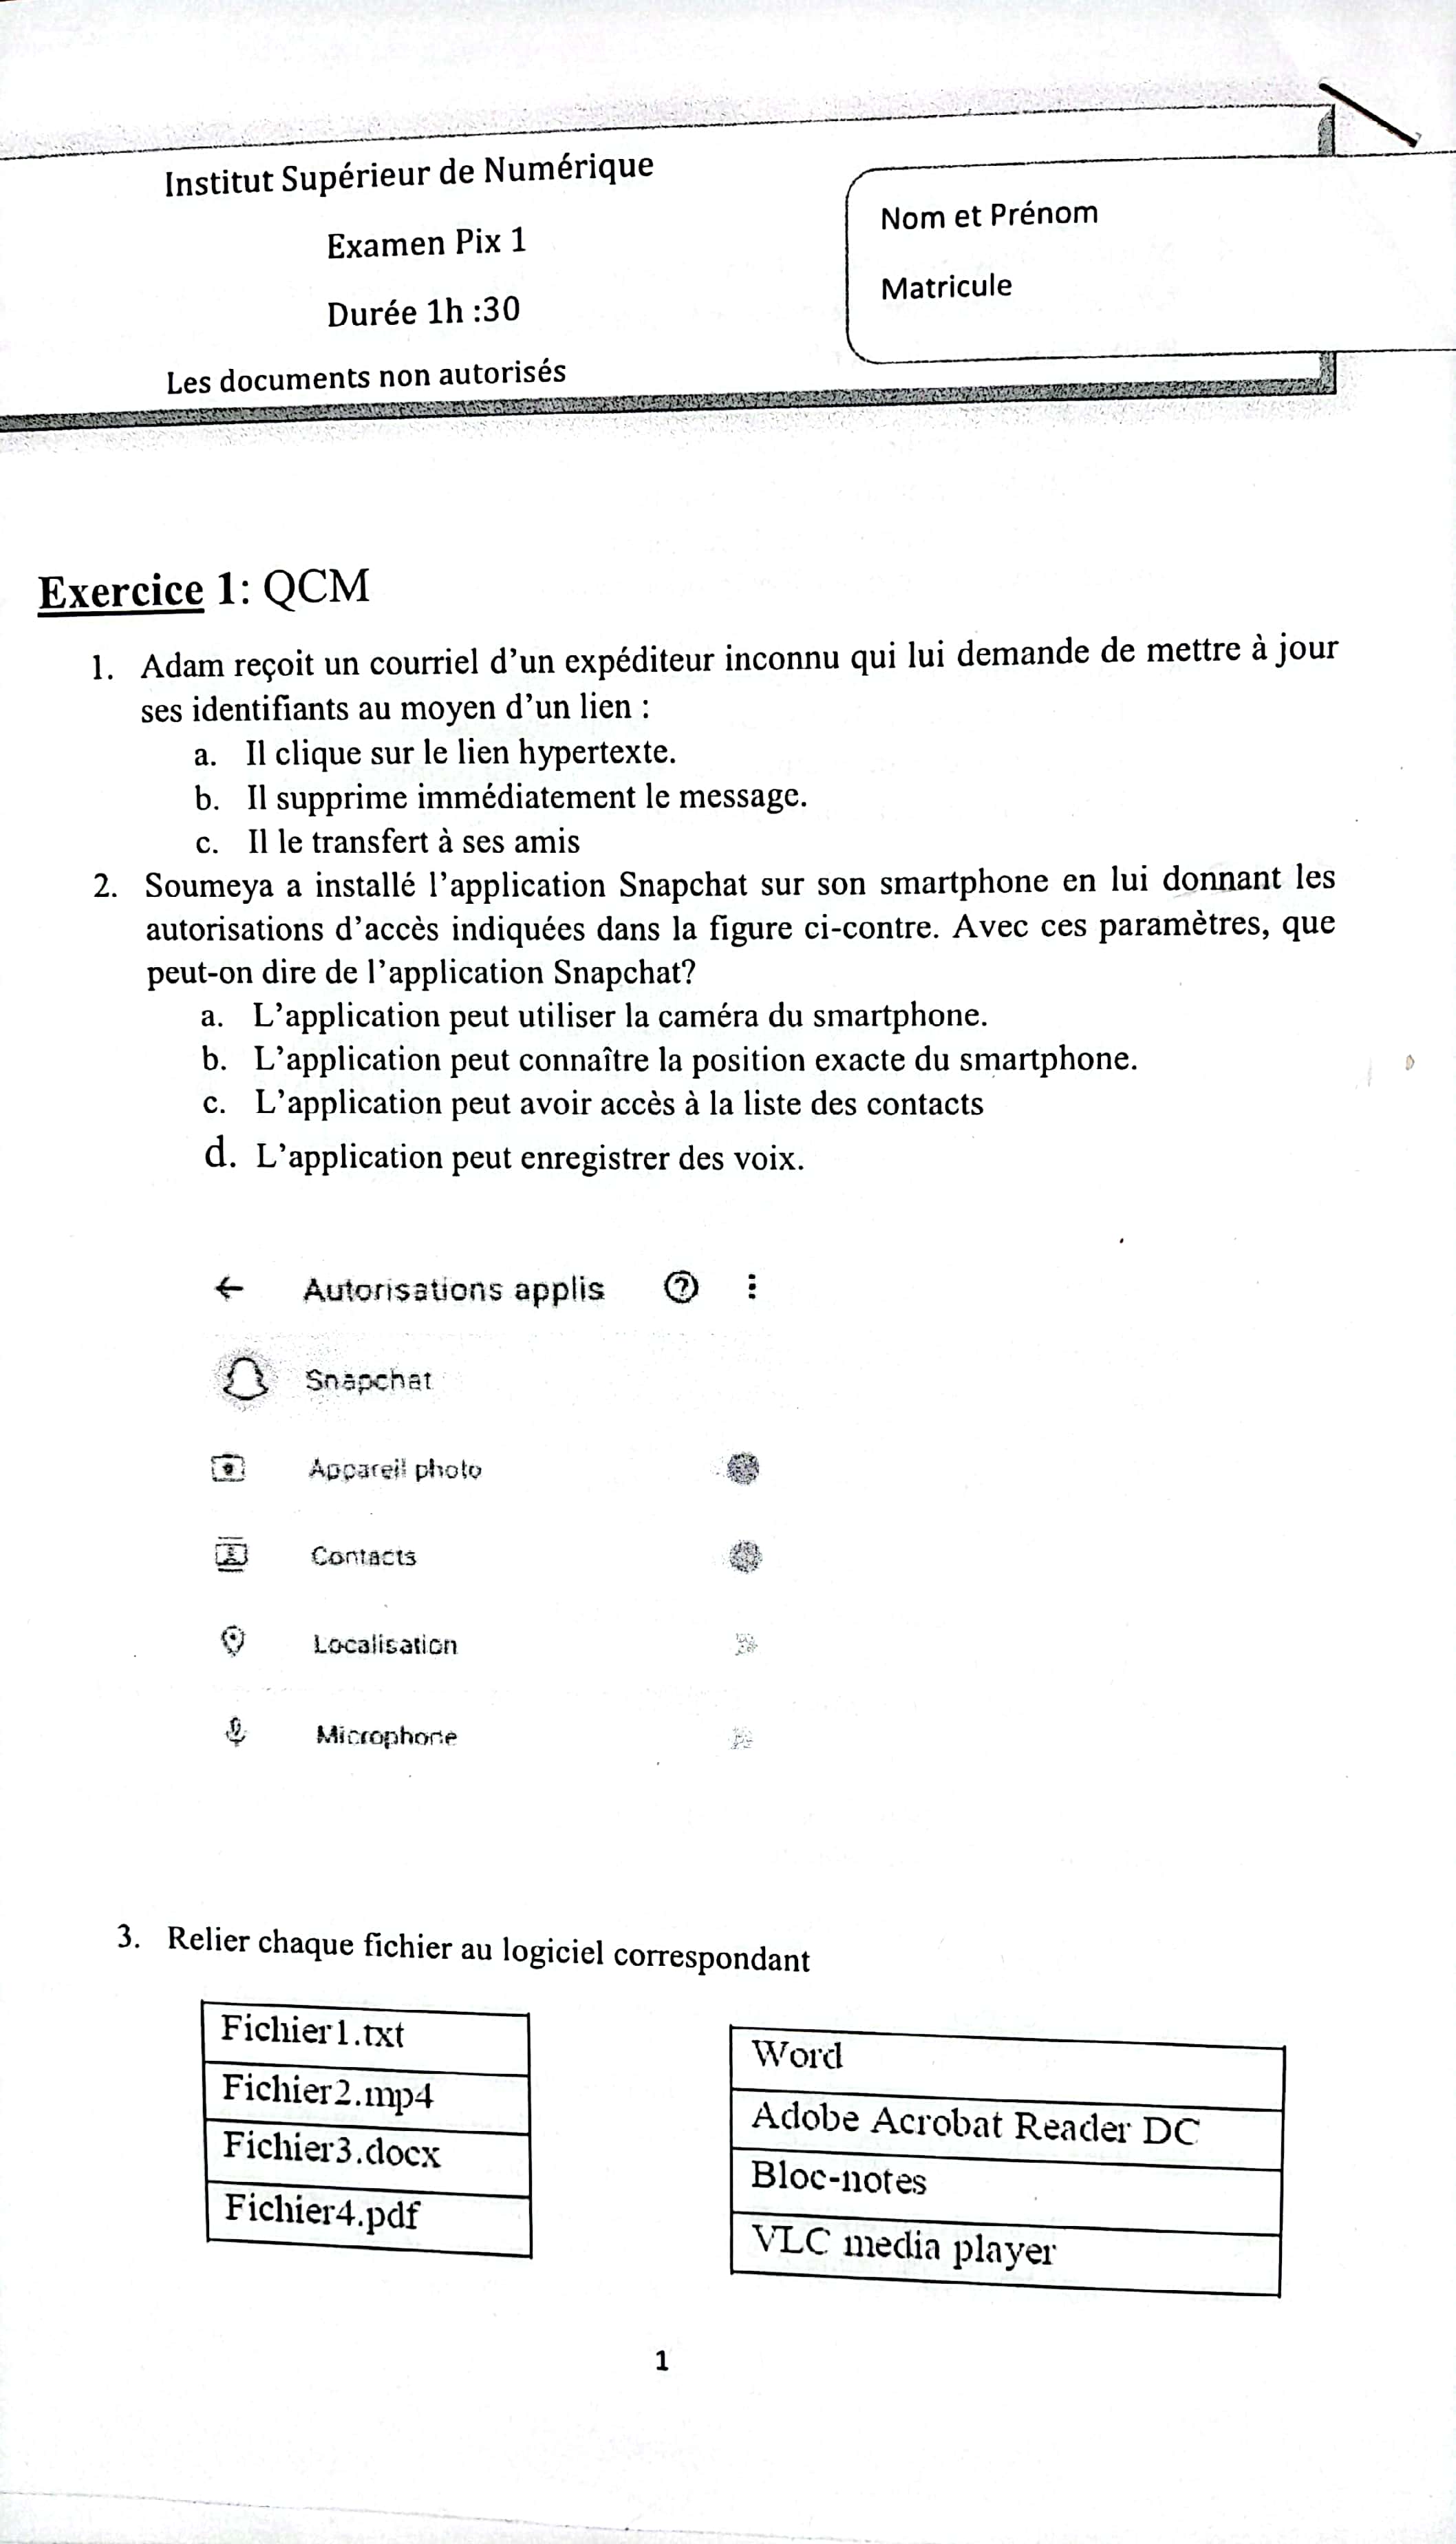 Institut Supérieur de Numérique
Examen Pix 1
Durée 1h :30
Les documents non autorisés
Nom et Prénom
Matricule
Exercice 1: QCM
1. Adam reçoit un courriel d'un expéditeur inconnu qui lui demande de mettre à jour
ses identifiants au moyen d'un lien :
a. Il clique sur le lien hypertexte.
b. Il supprime immédiatement le message.
c. Il le transfert à ses amis
2. Soumeya a installé l'application Snapchat sur son smartphone en lui donnant les
autorisations d'accès indiquées dans la figure ci-contre. Avec ces paramètres, que
peut-on dire de l'application Snapchat?
a. L'application peut utiliser la caméra du smartphone.
b. L'application peut connaître la position exacte du smartphone.
c. L'application peut avoir accès à la liste des contacts
d. L'application peut enregistrer des voix.
Autorisations applis
Snapchat
Appareil photo
Contacts
Localisation
Microphone
3. Relier chaque fichier au logiciel correspondant
Fichier1.txt
Fichier2.mp4
Fichier3.docx
Fichier4.pdf
Word
Adobe Acrobat Reader DC
Bloc-notes
VLC media player
1